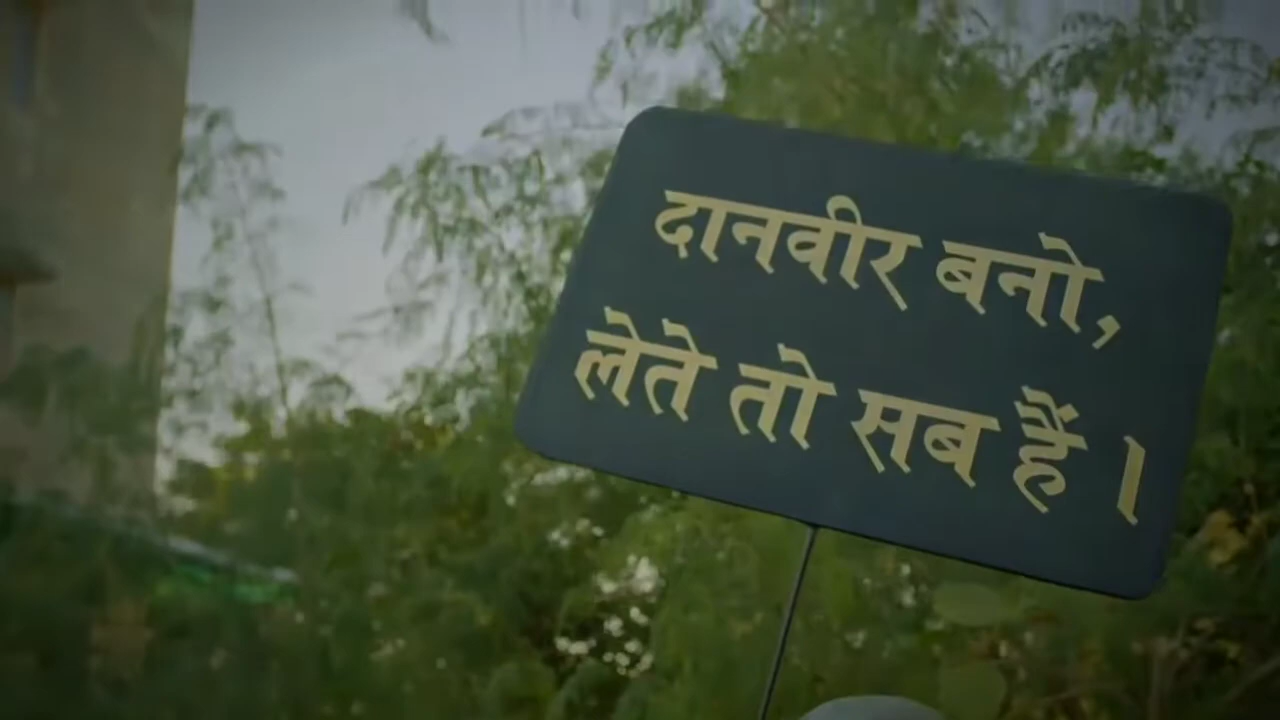 दानवीर बनो,
लेते तो सब हैं ।